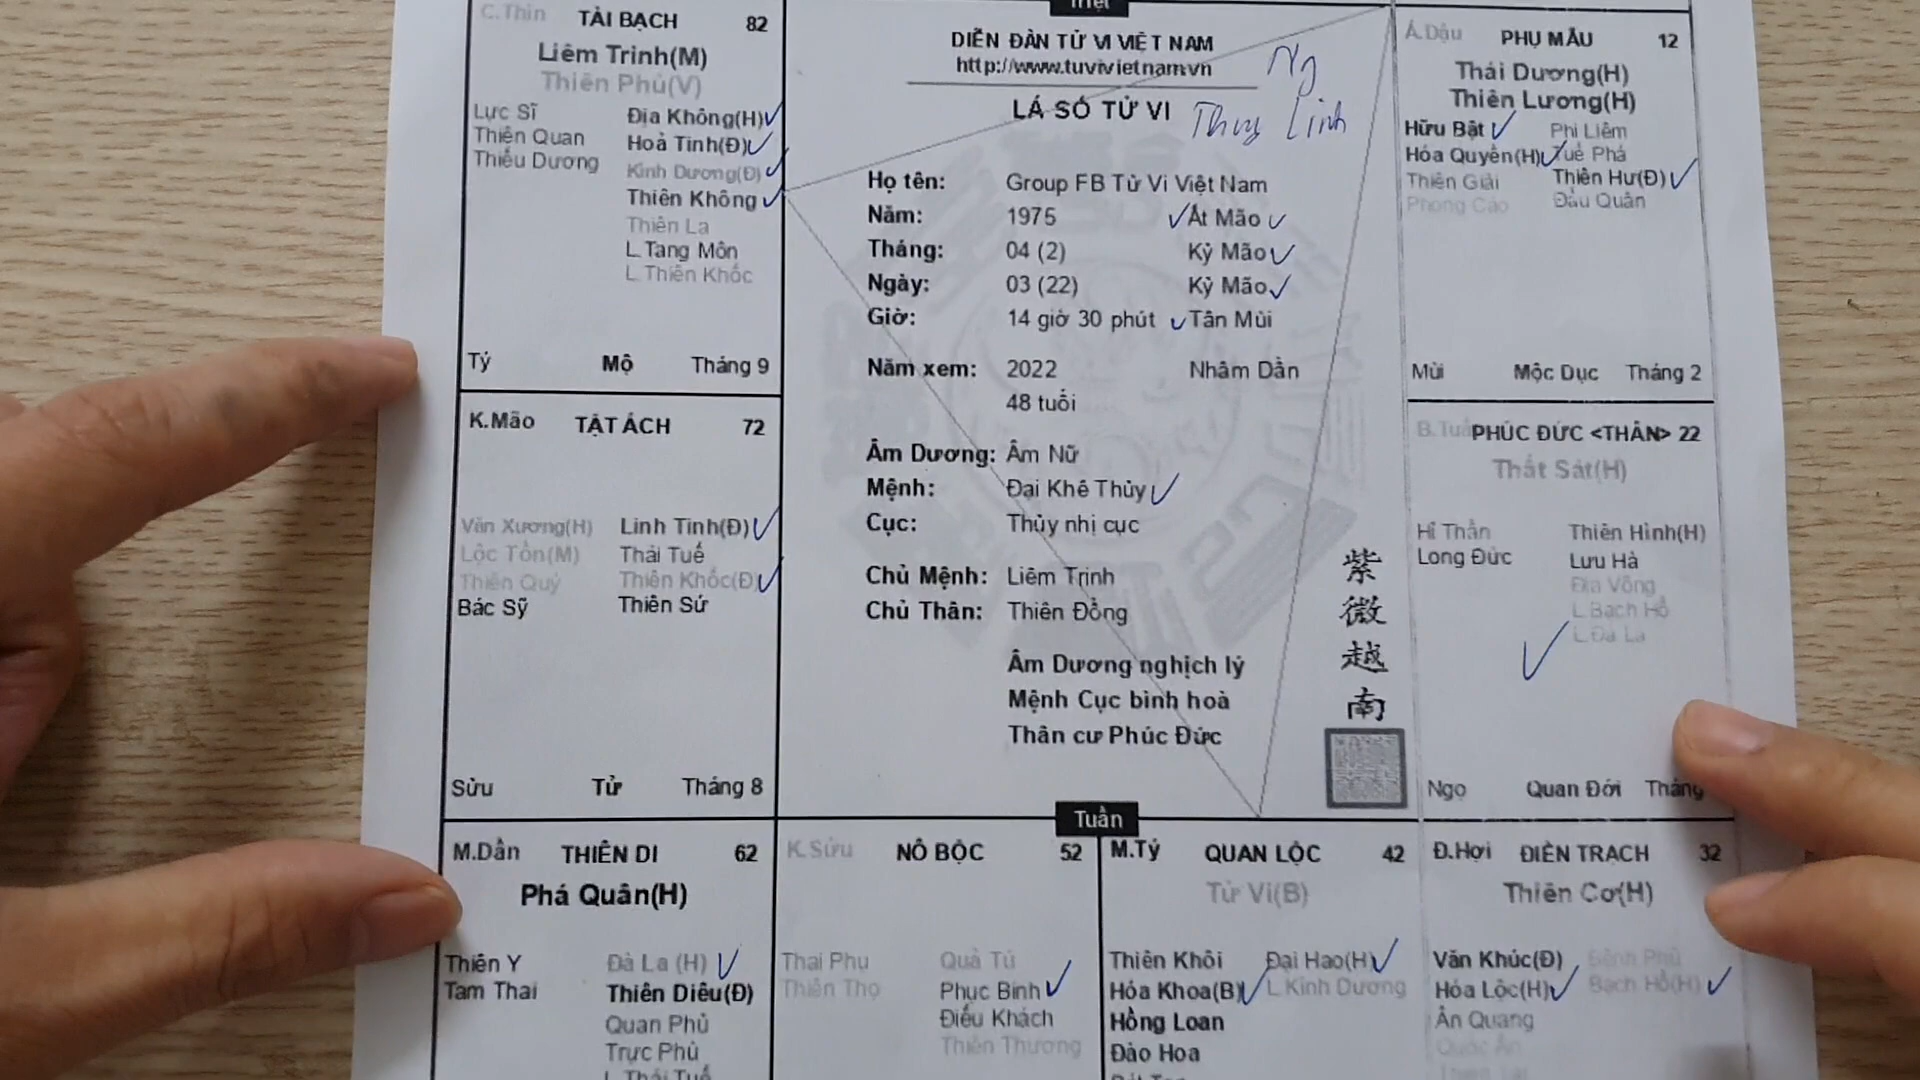 C.Thìn TÀI BẠCH 82
Liêm Trinh(M)
Thiên Phủ(V)
Lực Sĩ Địa Không(H)
Thiên Quan Hoả Tinh(Đ)
Thiếu Dương Kình Dương(Đ)
Thiên Không
Thiên La
L.Tang Môn
L.Thiên Khốc
Tý Mộ Tháng 9
K.Mão TẬT ÁCH 72
Văn Xương(H) Linh Tinh(Đ)
Lộc Tồn(M) Thái Tuế
Thiên Quý Thiên Khốc(Đ)
Bác Sỹ Thiên Sứ
Sửu Tử Tháng 8
Triệt
DIỄN ĐÀN TỬ VI VIỆT NAM
http://www.tuvivietnam.vn
Ng
LÁ SỐ TỬ VI
Thuy Linh
Họ tên: Group FB Tử Vi Việt Nam
Năm: 1975 Ất Mão
Tháng: 04 (2) Kỷ Mão
Ngày: 03 (22) Kỷ Mão
Giờ: 14 giờ 30 phút Tân Mùi
Năm xem: 2022 Nhâm Dần
48 tuổi
Âm Dương: Âm Nữ
Mệnh: Đại Khê Thủy
Cục: Thủy nhị cục
Chủ Mệnh: Liêm Trinh
Chủ Thân: Thiên Đồng
Âm Dương nghịch lý
Mệnh Cục bình hoà
Thân cư Phúc Đức
紫
微
越
南
Á.Dậu PHỤ MẪU 12
Thái Dương(H)
Thiên Lương(H)
Hữu Bật Phi Liêm
Hóa Quyền(H) Tuế Phá
Thiên Giải Thiên Hư(Đ)
Phong Cáo Đẩu Quân
Mùi Mộc Dục Tháng 2
PHÚC ĐỨC <THÂN> 22
Thất Sát(H)
Hỉ Thần Thiên Hình(H)
Long Đức Lưu Hà
Địa Võng
L.Bạch Hổ
L.Đà La
Ngọ Quan Đới Tháng
M.Dần THIÊN DI 62
Phá Quân(H)
Thiên Y Đà La (H)
Tam Thai Thiên Diêu(Đ)
Quan Phủ
Trực Phù
L.Thái Tuế
K.Sửu NÔ BỘC 52
Thai Phụ Quả Tú
Thiên Thọ Phục Binh
Điếu Khách
Thiên Thương
Tuần
M.Tý QUAN LỘC 42
Tử Vi(B)
Thiên Khôi Đại Hao(H)
Hóa Khoa(B) L.Kình Dương
Hồng Loan
Đào Hoa
Đ.Hợi ĐIỀN TRẠCH 32
Thiên Cơ(H)
Văn Khúc(Đ) Bệnh Phù
Hóa Lộc(H) Bạch Hổ(H)
Ân Quang
Quốc Ấn